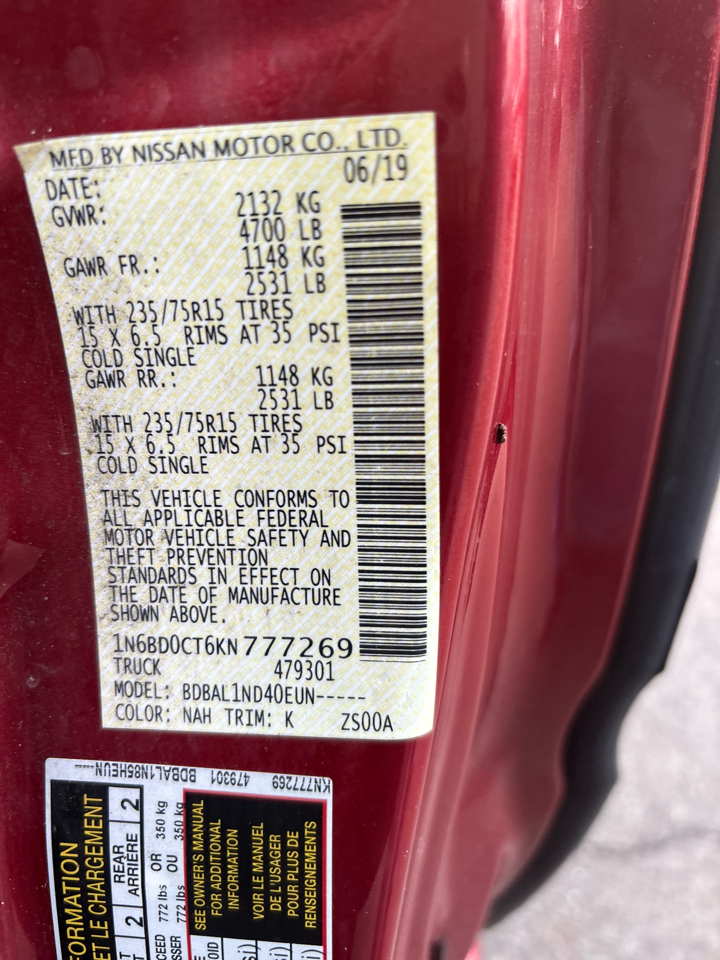 MFD BY NISSAN MOTOR CO., LTD.
DATE: 06/19
GVWR: 2132 KG
4700 LB
GAWR FR.: 1148 KG
2531 LB
WITH 235/75R15 TIRES
15 X 6.5 RIMS AT 35 PSI
COLD SINGLE
GAWR RR.: 1148 KG
2531 LB
WITH 235/75R15 TIRES
15 X 6.5 RIMS AT 35 PSI
COLD SINGLE
THIS VEHICLE CONFORMS TO
ALL APPLICABLE FEDERAL
MOTOR VEHICLE SAFETY AND
THEFT PREVENTION
STANDARDS IN EFFECT ON
THE DATE OF MANUFACTURE
SHOWN ABOVE.
1N6BD0CT6KN777269
TRUCK 479301
MODEL: BDBAL1ND40EUN-----
COLOR: NAH TRIM: K ZS00A
KN777269 479301 BDBAL1N85HEUN----
FORMATION
ET LE CHARGEMENT
2 REAR
ARRIÈRE 2
CEED 772 lbs OR 350 kg
SSER 772 lbs OU 350 kg
SEE OWNER'S MANUAL
FOR ADDITIONAL
INFORMATION
VOIR LE MANUEL
DE L'USAGER
POUR PLUS DE
RENSEIGNEMENTS